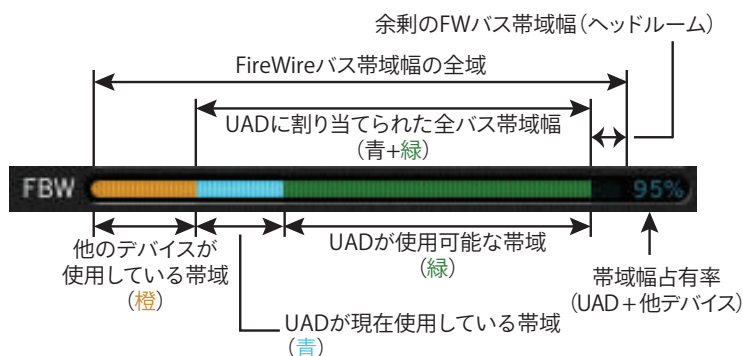 余剰のFWバス帯域幅（ヘッドルーム）
FireWireバス帯域幅の全域
UADに割り当てられた全バス帯域幅
（青+緑）
FBW
95%
他のデバイスが
使用している帯域
（橙）
UADが使用可能な帯域
（緑）
帯域幅占有率
（UAD+他デバイス）
UADが現在使用している帯域
（青）